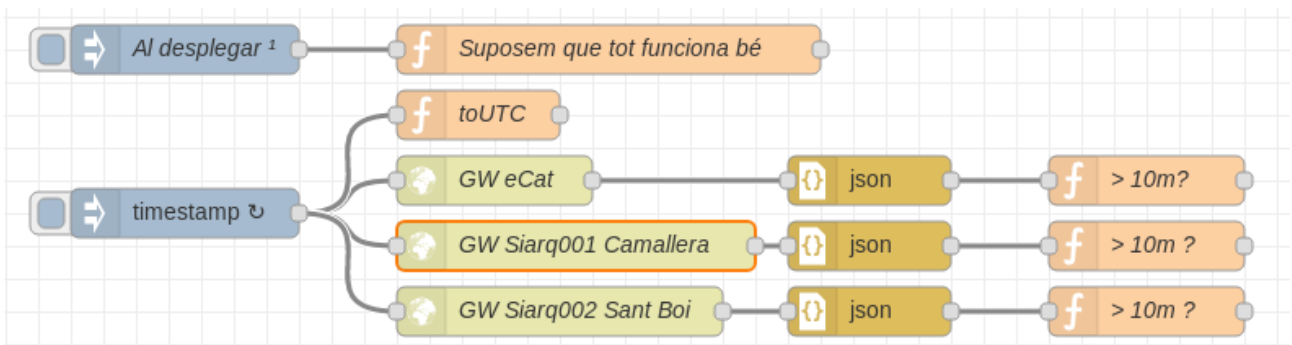 Al desplegar ¹
Suposem que tot funciona bé
toUTC
GW eCat
json
> 10m?
timestamp ↻
GW Siarq001 Camallera
json
> 10m ?
GW Siarq002 Sant Boi
json
> 10m ?